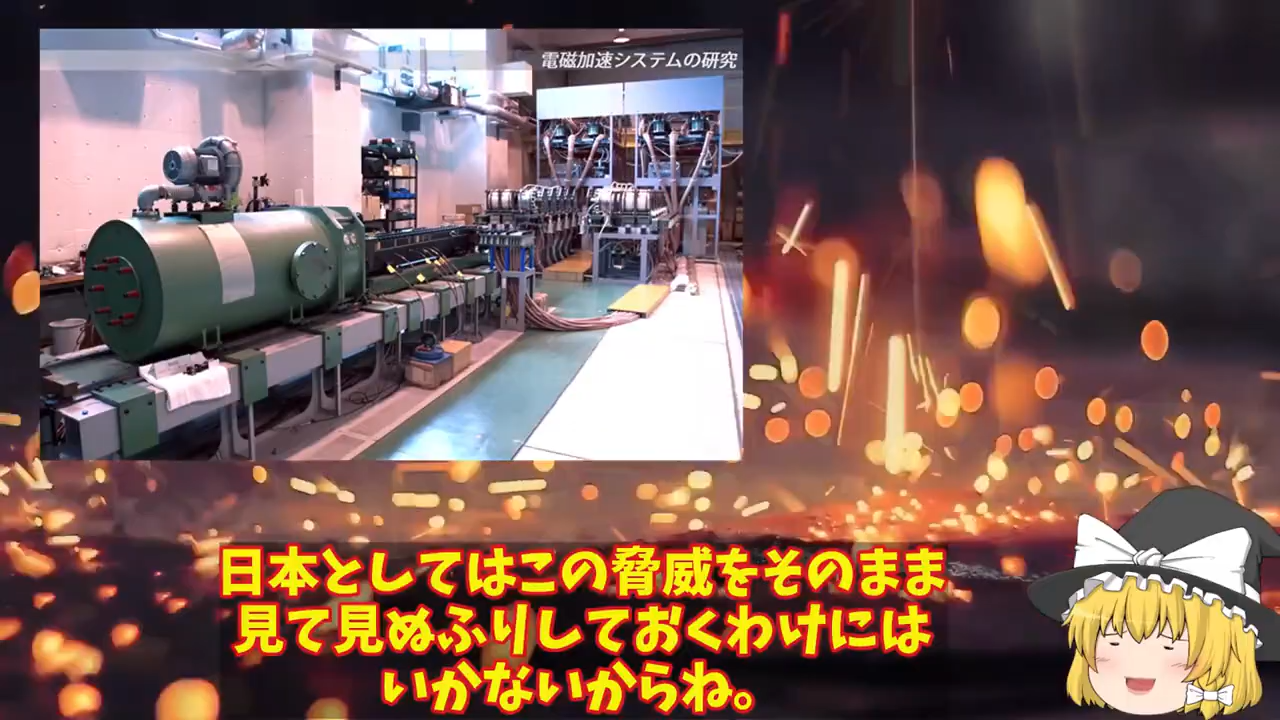 電磁加速システムの研究
日本としてはこの脅威をそのまま
見て見ぬふりしておくわけには
いかないからね。